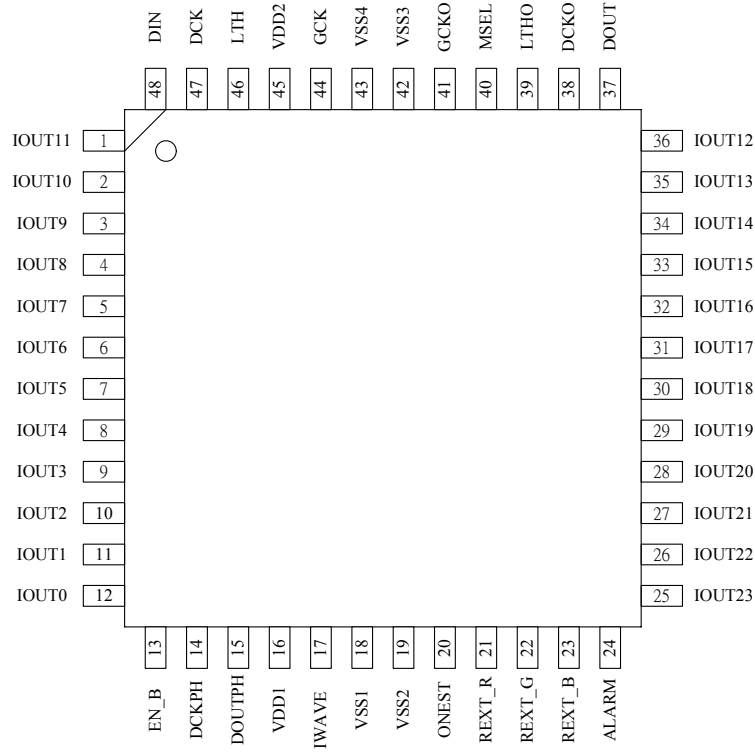 DIN DCK LTH VDD2 GCK VSS4 VSS3 GCKO MSEL LTHO DCKO DOUT
48 47 46 45 44 43 42 41 40 39 38 37
IOUT11 1 36 IOUT12
IOUT10 2 35 IOUT13
IOUT9 3 34 IOUT14
IOUT8 4 33 IOUT15
IOUT7 5 32 IOUT16
IOUT6 6 31 IOUT17
IOUT5 7 30 IOUT18
IOUT4 8 29 IOUT19
IOUT3 9 28 IOUT20
IOUT2 10 27 IOUT21
IOUT1 11 26 IOUT22
IOUT0 12 25 IOUT23
13 14 15 16 17 18 19 20 21 22 23 24
EN_B DCKPH DOUTPH VDD1 IWAVE VSS1 VSS2 ONEST REXT_R REXT_G REXT_B ALARM